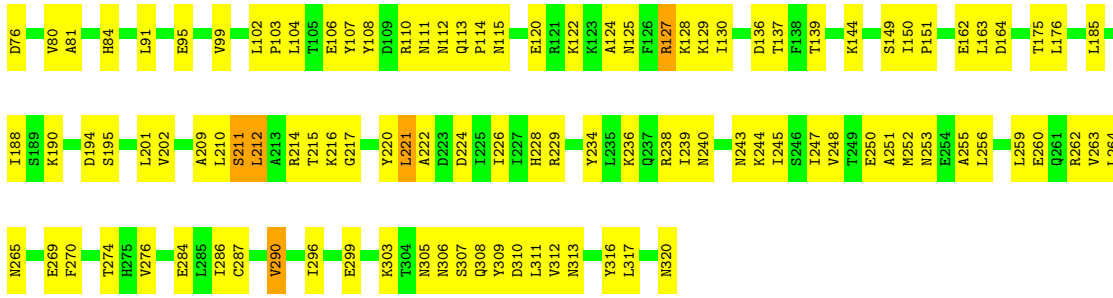 D76 V80 A81 H84 L91 E95 V99 L102 P103 L104 T105 E106 Y107 Y108 D109 R110 N111 N112 Q113 P114 N115 E120 R121 K122 K123 A124 N125 F126 R127 K128 K129 I130 D136 T137 F138 T139 K144 S149 I150 P151 E162 L163 D164 T175 L176 L185
I188 S189 K190 D194 S195 L201 V202 A209 L210 S211 L212 A213 R214 T215 K216 G217 Y220 L221 A222 D223 D224 I225 I226 I227 H228 R229 Y234 L235 K236 Q237 R238 I239 N240 N243 K244 I245 S246 I247 V248 T249 E250 A251 M252 N253 E254 A255 L256 L259 E260 Q261 R262 V263 L264
N265 E269 F270 T274 H275 V276 E284 L285 I286 C287 V290 I296 E299 K303 T304 N305 N306 S307 Q308 Y309 D310 L311 V312 N313 Y316 L317 N320